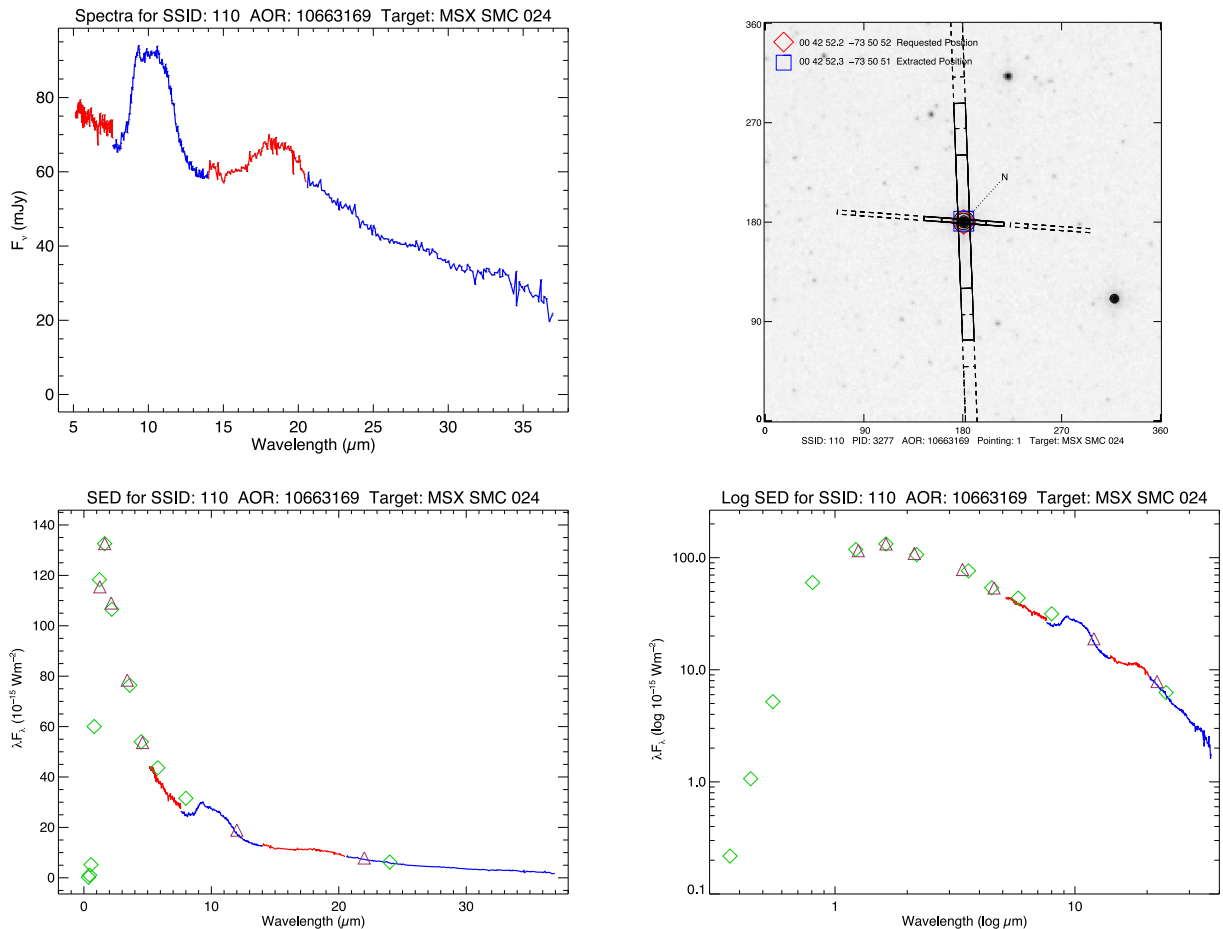 Spectra for SSID: 110 AOR: 10663169 Target: MSX SMC 024
80
60
40
20
0
Fν (mJy)
5 10 15 20 25 30 35
Wavelength (μm)
360
270
180
90
0
00 42 52.2 −73 50 52 Requested Position
00 42 52.3 −73 50 51 Extracted Position
N
0 90 180 270 360
SSID: 110 PID: 3277 AOR: 10663169 Pointing: 1 Target: MSX SMC 024
SED for SSID: 110 AOR: 10663169 Target: MSX SMC 024
140
120
100
80
60
40
20
0
λFλ (10−15 Wm−2)
0 10 20 30
Wavelength (μm)
Log SED for SSID: 110 AOR: 10663169 Target: MSX SMC 024
100.0
10.0
1.0
0.1
λFλ (log 10−15 Wm−2)
1 10
Wavelength (log μm)